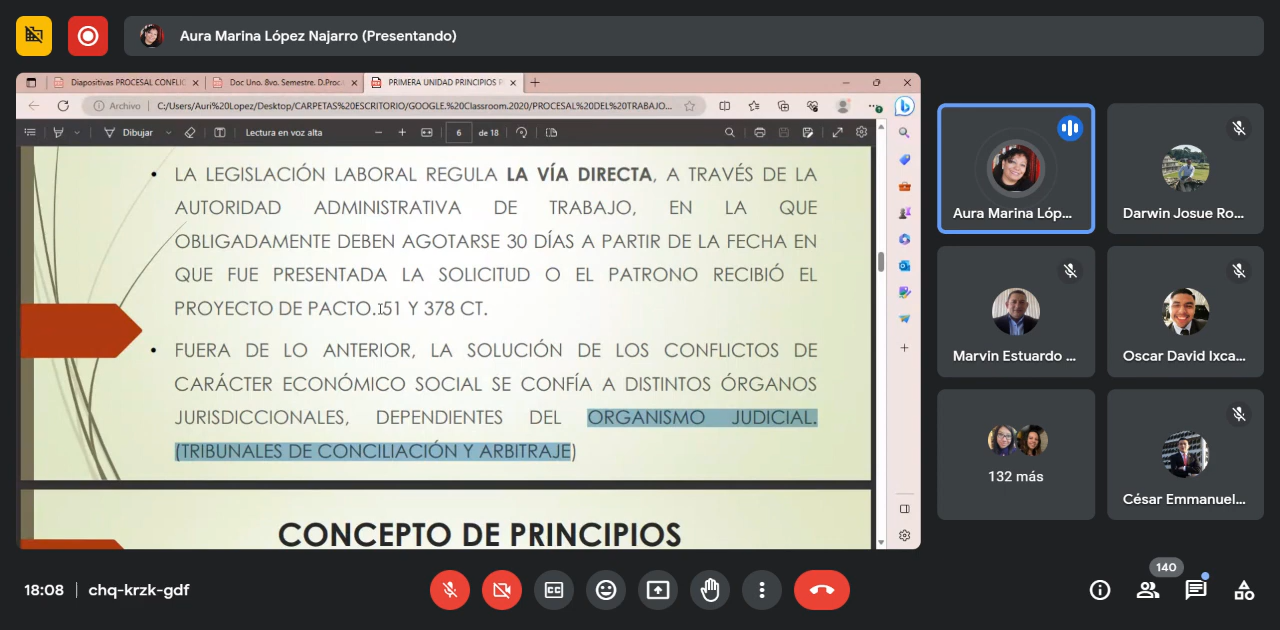 Aura Marina López Najarro (Presentando)
Diapositivas PROCESAL CONFLIC
Doc Uno. 8vo. Semestre. D.Proc.
PRIMERA UNIDAD PRINCIPIOS P
Archivo
C:/Users/Auri%20Lopez/Desktop/CARPETAS%20ESCRITORIO/GOOGLE.%20Classroom.2020/PROCESAL%20DEL%20TRABAJO...
Dibujar
Lectura en voz alta
6
de 18
• LA LEGISLACIÓN LABORAL REGULA LA VÍA DIRECTA, A TRAVÉS DE LA
AUTORIDAD ADMINISTRATIVA DE TRABAJO, EN LA QUE
OBLIGADAMENTE DEBEN AGOTARSE 30 DÍAS A PARTIR DE LA FECHA EN
QUE FUE PRESENTADA LA SOLICITUD O EL PATRONO RECIBIÓ EL
PROYECTO DE PACTO. 51 Y 378 CT.
• FUERA DE LO ANTERIOR, LA SOLUCIÓN DE LOS CONFLICTOS DE
CARÁCTER ECONÓMICO SOCIAL SE CONFÍA A DISTINTOS ÓRGANOS
JURISDICCIONALES, DEPENDIENTES DEL ORGANISMO JUDICIAL.
(TRIBUNALES DE CONCILIACIÓN Y ARBITRAJE)
CONCEPTO DE PRINCIPIOS
Aura Marina Lóp...
Darwin Josue Ro...
Marvin Estuardo ...
Oscar David Ixca...
132 más
César Emmanuel...
18:08
chq-krzk-gdf
140